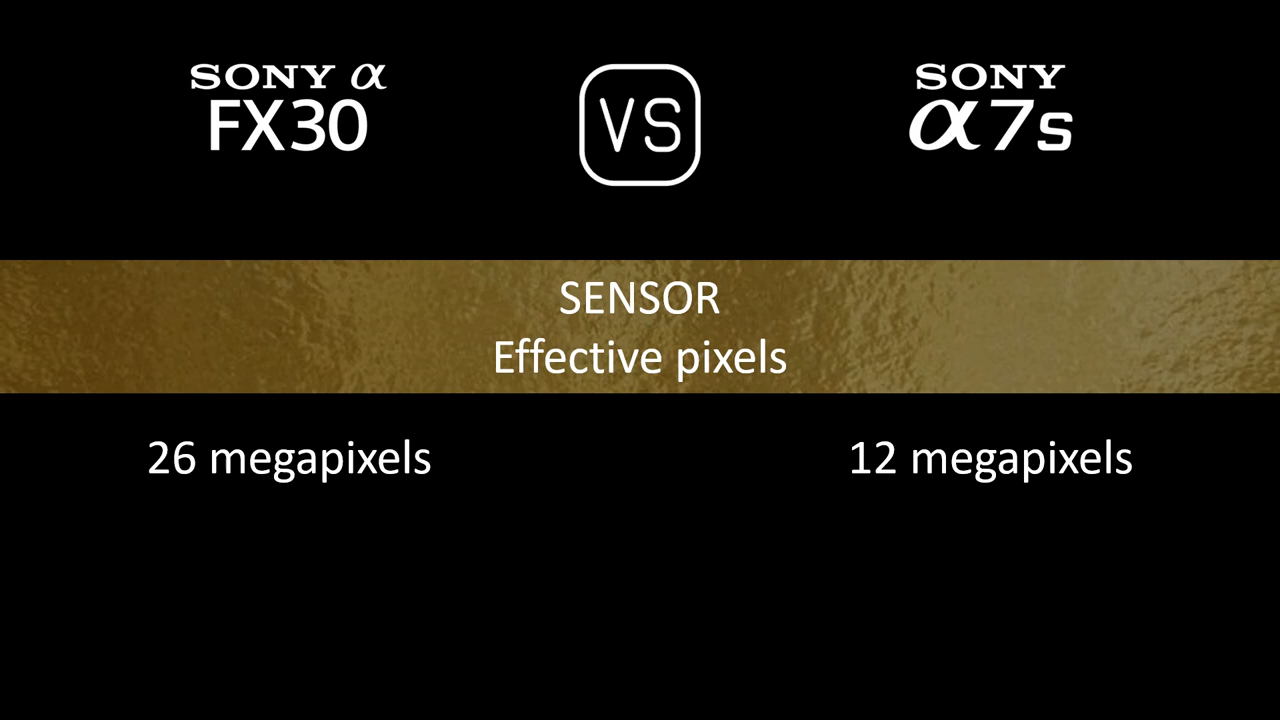 SONY α
FX30
VS
SONY
α7s
SENSOR
Effective pixels
26 megapixels
12 megapixels